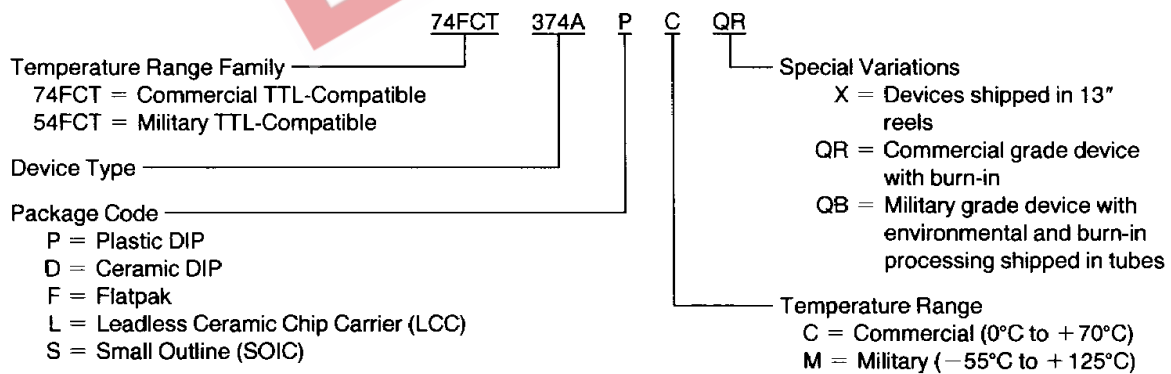 74FCT 374A P C QR
Temperature Range Family
74FCT = Commercial TTL-Compatible
54FCT = Military TTL-Compatible
Device Type
Package Code
P = Plastic DIP
D = Ceramic DIP
F = Flatpak
L = Leadless Ceramic Chip Carrier (LCC)
S = Small Outline (SOIC)
Special Variations
X = Devices shipped in 13″
reels
QR = Commercial grade device
with burn-in
QB = Military grade device with
environmental and burn-in
processing shipped in tubes
Temperature Range
C = Commercial (0°C to +70°C)
M = Military (−55°C to +125°C)